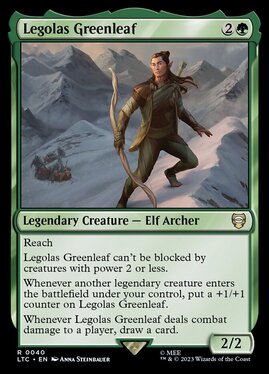 Legolas Greenleaf 2
Legendary Creature — Elf Archer
Reach
Legolas Greenleaf can't be blocked by
creatures with power 2 or less.
Whenever another legendary creature enters
the battlefield under your control, put a +1/+1
counter on Legolas Greenleaf.
Whenever Legolas Greenleaf deals combat
damage to a player, draw a card.
2/2
R 0040
LTC • EN Anna Steinbauer
™ & © MEE
™ & © 2023 Wizards of the Coast